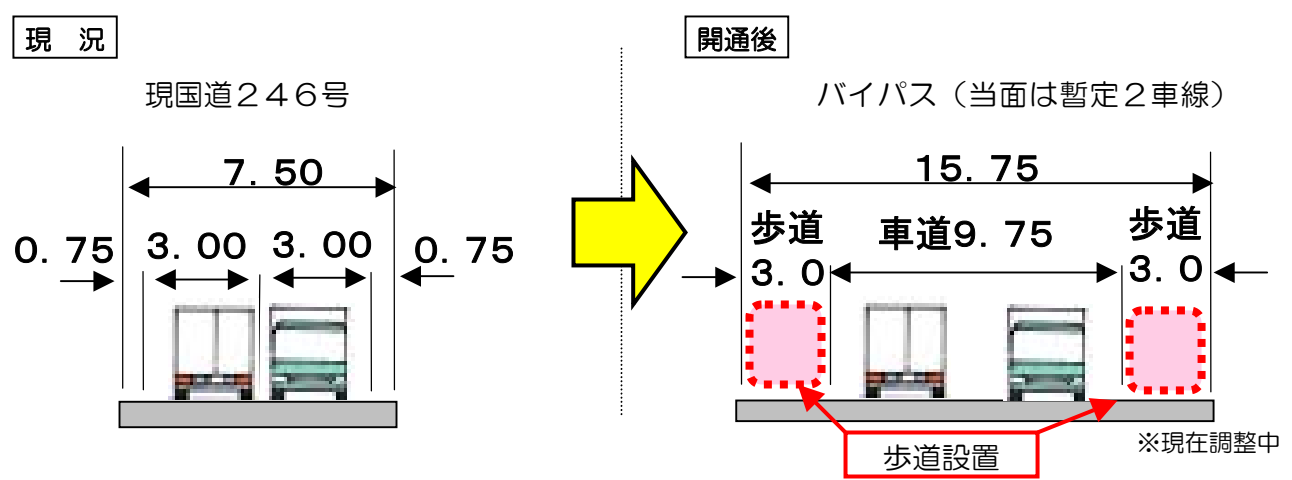 現 況
現国道246号
7.50
0.75
3.00
3.00
0.75
開通後
バイパス（当面は暫定2車線）
15.75
歩道
3.0
車道9.75
歩道
3.0
歩道設置
※現在調整中